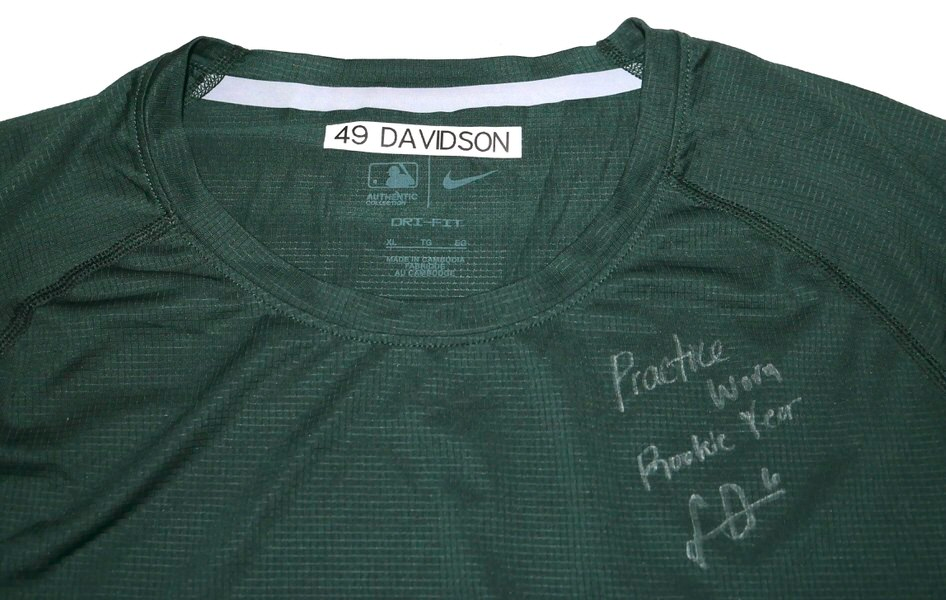 49 DAVIDSON
AUTHENTIC
COLLECTION
DRI-FIT
XL TG EG
MADE IN CAMBODIA
FABRIQUÉ
AU CAMBODGE
Practice
Worn
Rookie Year